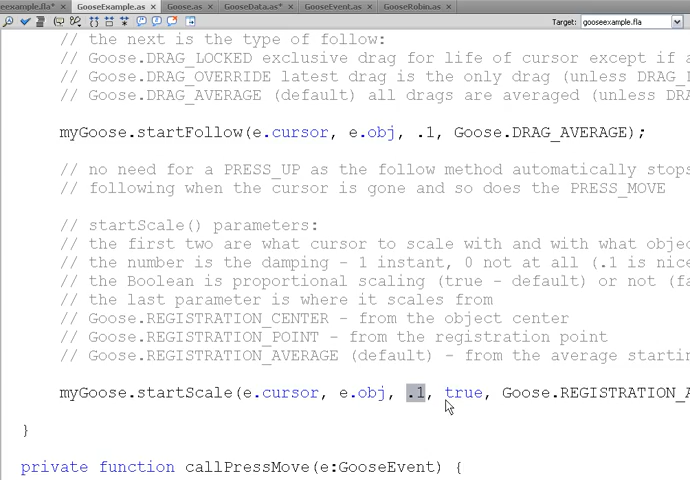 eexample.fla* × GooseExample.as × Goose.as × GooseData.as* × GooseEvent.as × GooseRobin.as ×
Target: gooseexample.fla
// the next is the type of follow:
// Goose.DRAG_LOCKED exclusive drag for life of cursor except if a
// Goose.DRAG_OVERRIDE latest drag is the only drag (unless DRAG_L
// Goose.DRAG_AVERAGE (default) all drags are averaged (unless DRA
myGoose.startFollow(e.cursor, e.obj, .1, Goose.DRAG_AVERAGE);
// no need for a PRESS_UP as the follow method automatically stops
// following when the cursor is gone and so does the PRESS_MOVE
// startScale() parameters:
// the first two are what cursor to scale with and with what objec
// the number is the damping - 1 instant, 0 not at all (.1 is nice
// the Boolean is proportional scaling (true - default) or not (fa
// the last parameter is where it scales from
// Goose.REGISTRATION_CENTER - from the object center
// Goose.REGISTRATION_POINT - from the registration point
// Goose.REGISTRATION_AVERAGE (default) - from the average startin
myGoose.startScale(e.cursor, e.obj, .1, true, Goose.REGISTRATION_A
}
private function callPressMove(e:GooseEvent) {